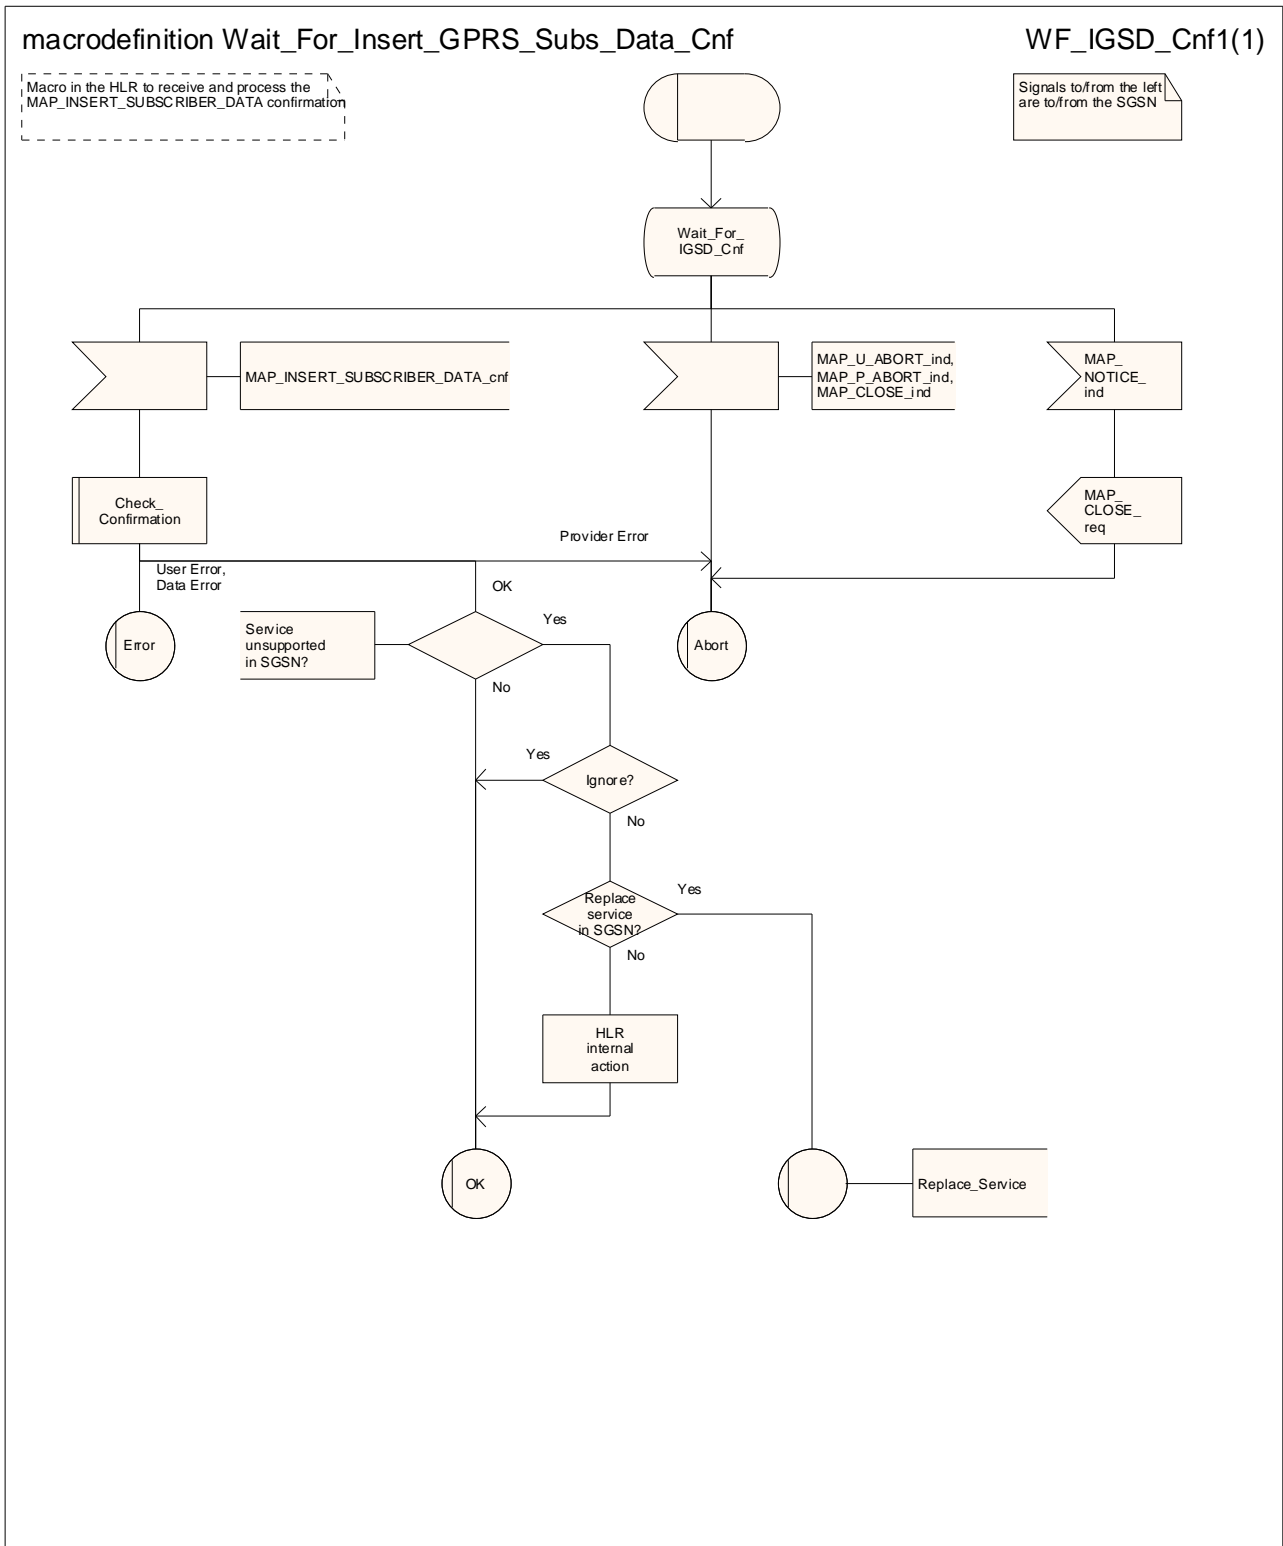 macrodefinition Wait_For_Insert_GPRS_Subs_Data_Cnf
WF_IGSD_Cnf1(1)
Macro in the HLR to receive and process the
MAP_INSERT_SUBSCRIBER_DATA confirmation
Signals to/from the left
are to/from the SGSN
Wait_For_
IGSD_Cnf
MAP_INSERT_SUBSCRIBER_DATA_cnf
MAP_U_ABORT_ind,
MAP_P_ABORT_ind,
MAP_CLOSE_ind
MAP_
NOTICE_
ind
Check_
Confirmation
MAP_
CLOSE_
req
Provider Error
User Error,
Data Error
OK
Error
Service
unsupported
in SGSN?
Yes
Abort
No
Yes
Ignore?
No
Replace
service
in SGSN?
Yes
No
HLR
internal
action
OK
Replace_Service